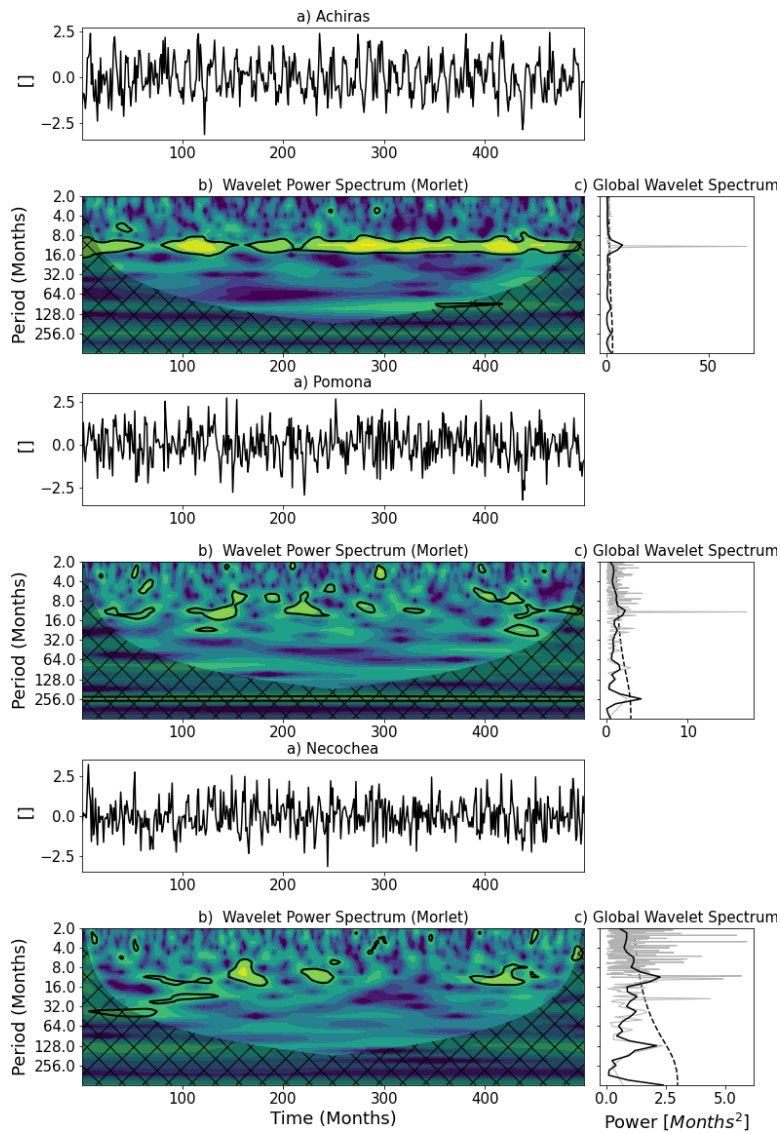 a) Achiras
2.5
0.0
−2.5
[]
100 200 300 400
b) Wavelet Power Spectrum (Morlet) c) Global Wavelet Spectrum
2.0
4.0
8.0
16.0
32.0
64.0
128.0
256.0
Period (Months)
100 200 300 400 0 50
a) Pomona
2.5
0.0
−2.5
[]
100 200 300 400
b) Wavelet Power Spectrum (Morlet) c) Global Wavelet Spectrum
2.0
4.0
8.0
16.0
32.0
64.0
128.0
256.0
Period (Months)
100 200 300 400 0 10
a) Necochea
2.5
0.0
−2.5
[]
100 200 300 400
b) Wavelet Power Spectrum (Morlet) c) Global Wavelet Spectrum
2.0
4.0
8.0
16.0
32.0
64.0
128.0
256.0
Period (Months)
100 200 300 400 0.0 2.5 5.0
Time (Months) Power [Months²]